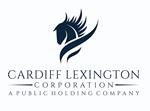 CARDIFF LEXINGTON
CORPORATION
A PUBLIC HOLDING COMPANY